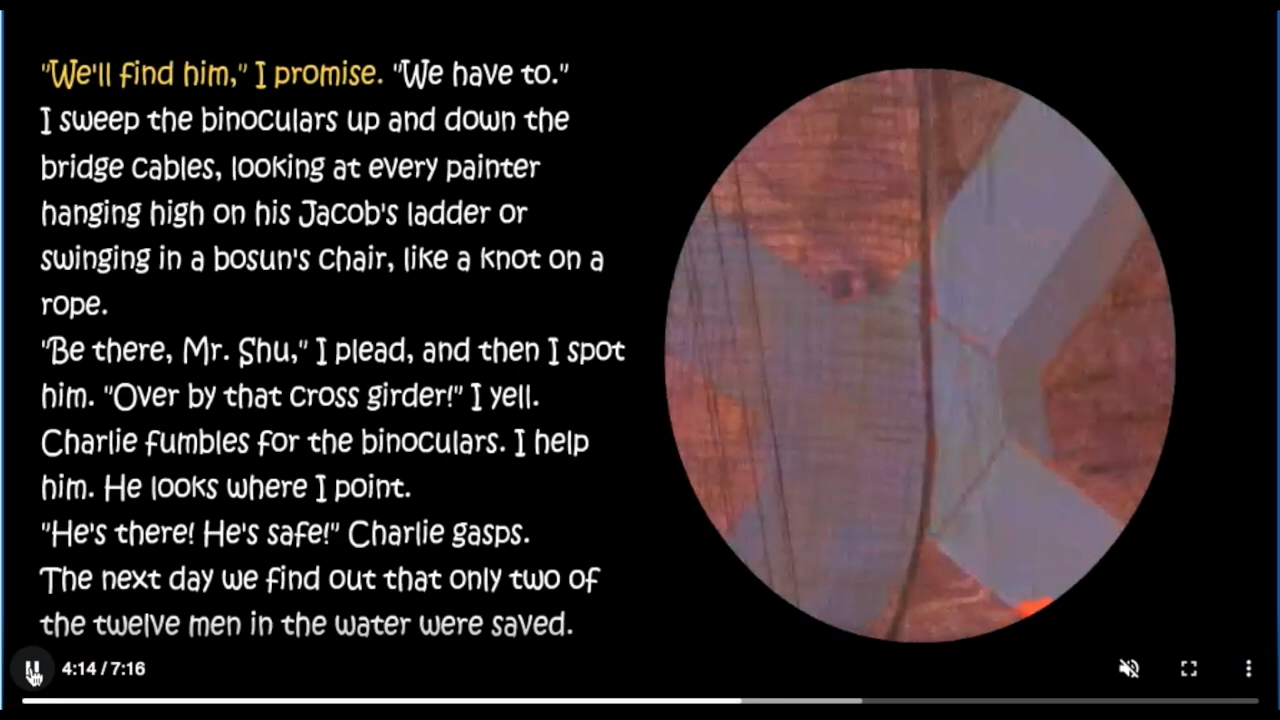 "We'll find him," I promise. "We have to."
I sweep the binoculars up and down the
bridge cables, looking at every painter
hanging high on his Jacob's ladder or
swinging in a bosun's chair, like a knot on a
rope.
"Be there, Mr. Shu," I plead, and then I spot
him. "Over by that cross girder!" I yell.
Charlie fumbles for the binoculars. I help
him. He looks where I point.
"He's there! He's safe!" Charlie gasps.
The next day we find out that only two of
the twelve men in the water were saved.
4:14 / 7:16